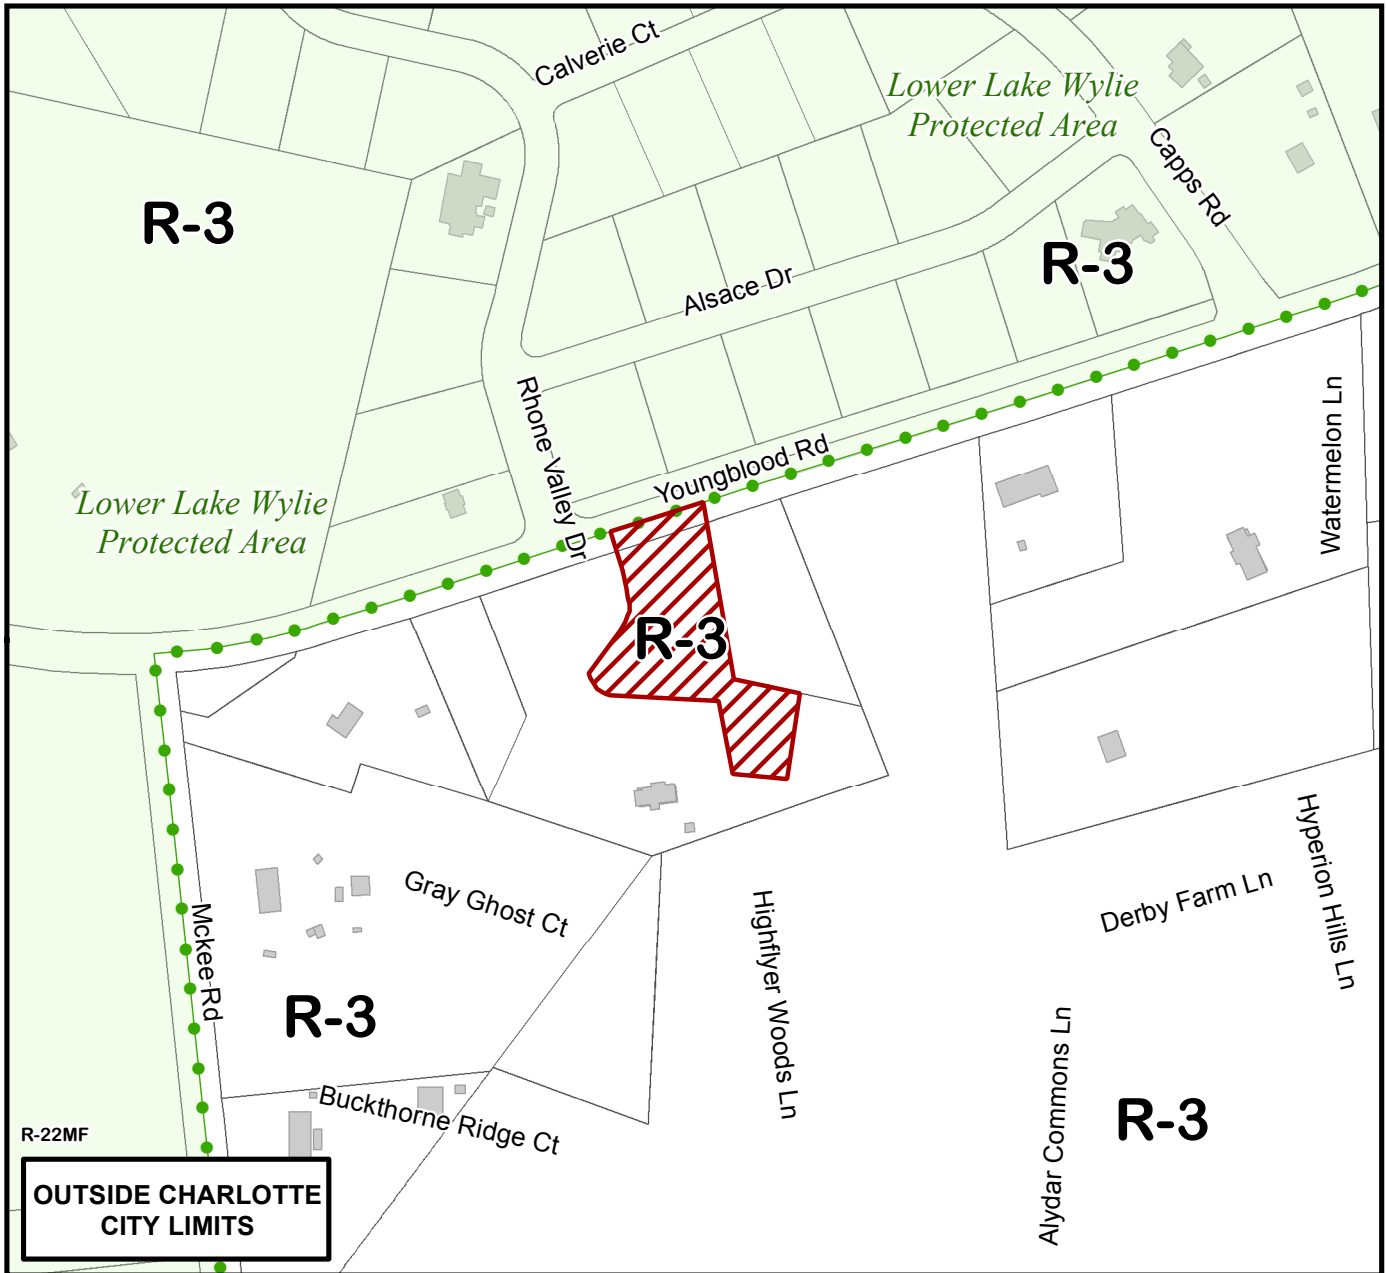 Calverie Ct
Lower Lake Wylie
Protected Area
Capps Rd
R-3
R-3
Alsace Dr
Rhone Valley Dr
Youngblood Rd
Watermelon Ln
Lower Lake Wylie
Protected Area
R-3
Mckee Rd
Gray Ghost Ct
Highflyer Woods Ln
Derby Farm Ln
Hyperion Hills Ln
R-3
Buckthorne Ridge Ct
Alydar Commons Ln
R-3
R-22MF
OUTSIDE CHARLOTTE
CITY LIMITS